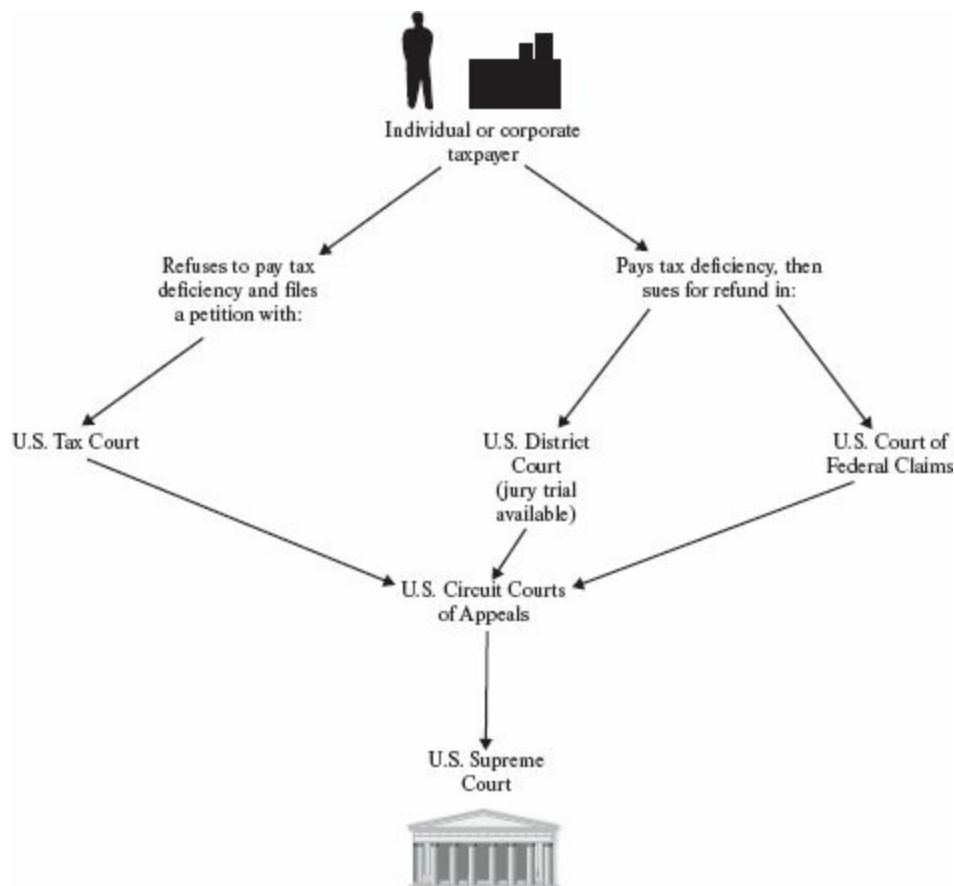 Individual or corporate
taxpayer
Refuses to pay tax
deficiency and files
a petition with:
Pays tax deficiency, then
sues for refund in:
U.S. Tax Court
U.S. District
Court
(jury trial
available)
U.S. Court of
Federal Claims
U.S. Circuit Courts
of Appeals
U.S. Supreme
Court